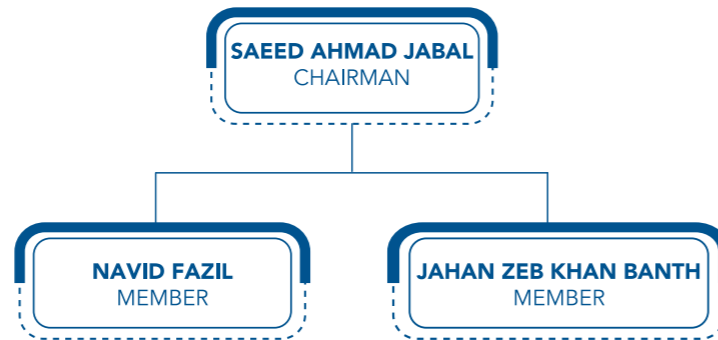 SAEED AHMAD JABAL
CHAIRMAN
NAVID FAZIL
MEMBER
JAHAN ZEB KHAN BANTH
MEMBER